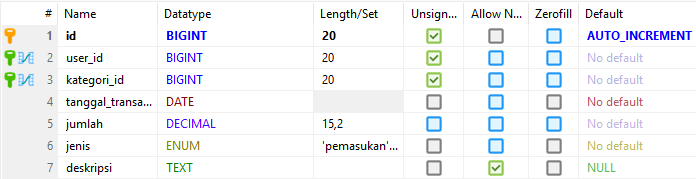 # Name Datatype Length/Set Unsign... Allow N... Zerofill Default
1 id BIGINT 20 AUTO_INCREMENT
2 user_id BIGINT 20 No default
3 kategori_id BIGINT 20 No default
4 tanggal_transa... DATE No default
5 jumlah DECIMAL 15,2 No default
6 jenis ENUM 'pemasukan'... No default
7 deskripsi TEXT NULL